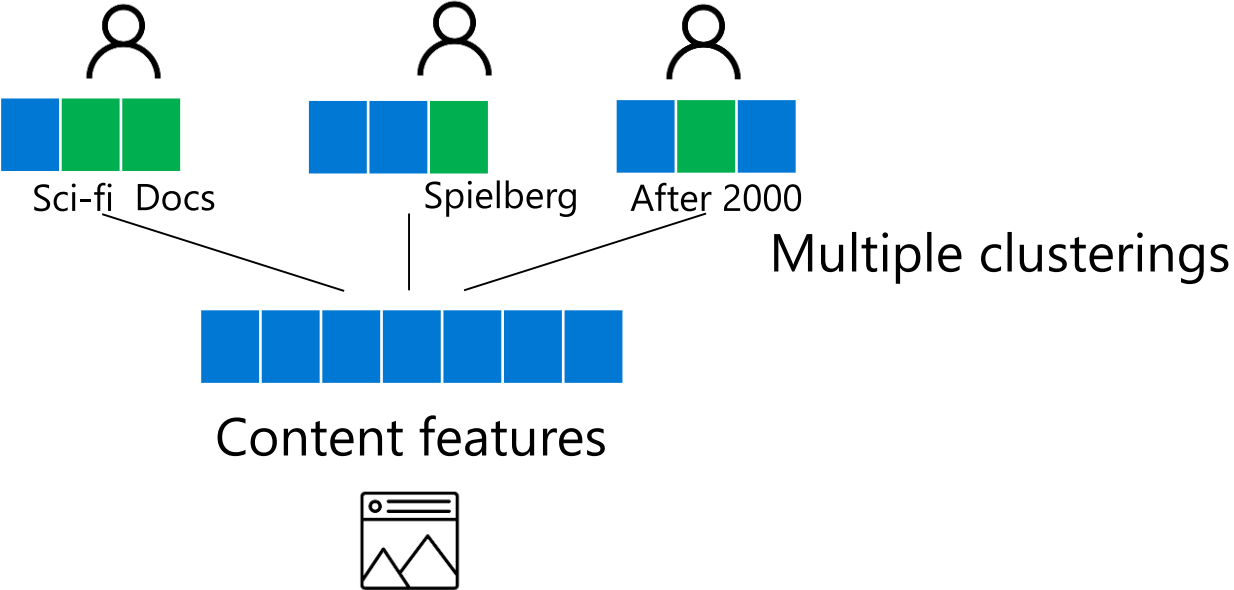 Sci-fi Docs
Spielberg
After 2000
Multiple clusterings
Content features